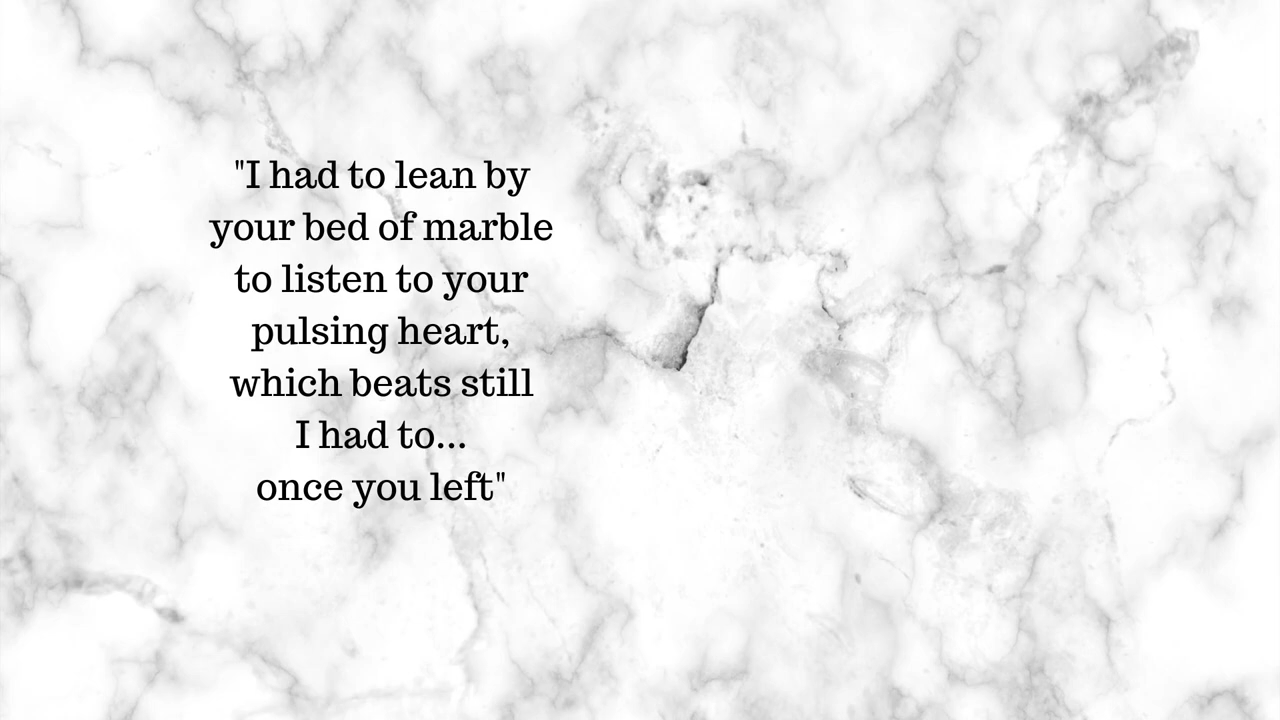 "I had to lean by
your bed of marble
to listen to your
pulsing heart,
which beats still
I had to...
once you left"